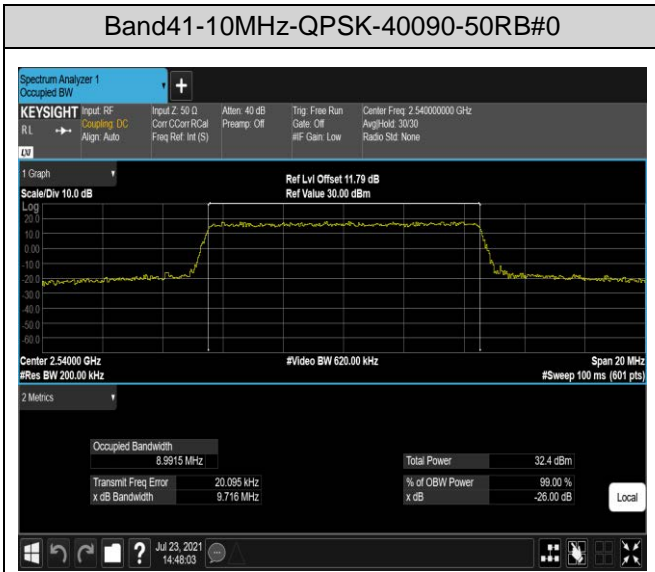 Band41-10MHz-QPSK-40090-50RB#0
Spectrum Analyzer 1
Occupied BW
+
KEYSIGHT Input: RF Input Z: 50 Ω Atten: 40 dB Trig: Free Run Center Freq: 2.540000000 GHz
RL Coupling: DC Corr CCorr RCal Preamp: Off Gate: Off Avg|Hold: 30/30
Align: Auto Freq Ref: Int (S) #IF Gain: Low Radio Std: None
LXI
1 Graph Ref Lvl Offset 11.79 dB
Scale/Div 10.0 dB Ref Value 30.00 dBm
Log
20.0
10.0
0.00
-10.0
-20.0
-30.0
-40.0
-50.0
-60.0
Center 2.54000 GHz #Video BW 620.00 kHz Span 20 MHz
#Res BW 200.00 kHz #Sweep 100 ms (601 pts)
2 Metrics
Occupied Bandwidth
8.9915 MHz Total Power 32.4 dBm
Transmit Freq Error 20.095 kHz % of OBW Power 99.00 %
x dB Bandwidth 9.716 MHz x dB -26.00 dB
Local
? Jul 23, 2021
14:48:03